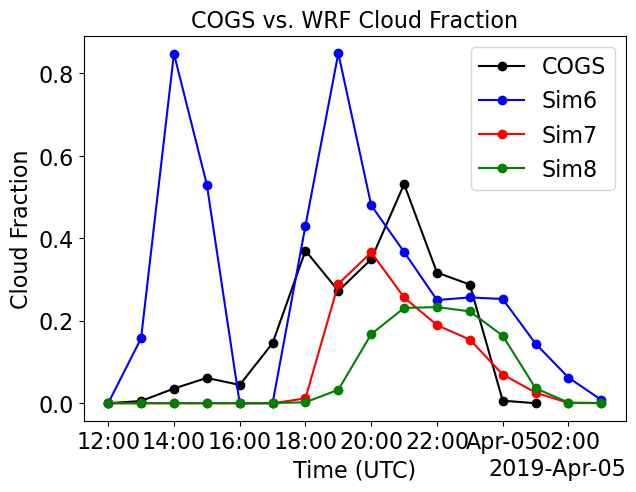 COGS vs. WRF Cloud Fraction
COGS
Sim6
Sim7
Sim8
Cloud Fraction
0.8
0.6
0.4
0.2
0.0
12:00 14:00 16:00 18:00 20:00 22:00 Apr-05 02:00
Time (UTC)
2019-Apr-05